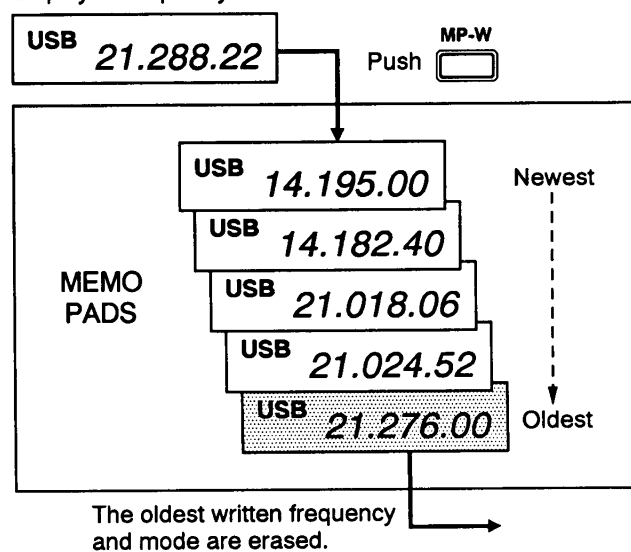 USB 21.288.22
Push MP-W
USB 14.195.00
Newest
USB 14.182.40
MEMO
PADS
USB 21.018.06
USB 21.024.52
USB 21.276.00
Oldest
The oldest written frequency
and mode are erased.